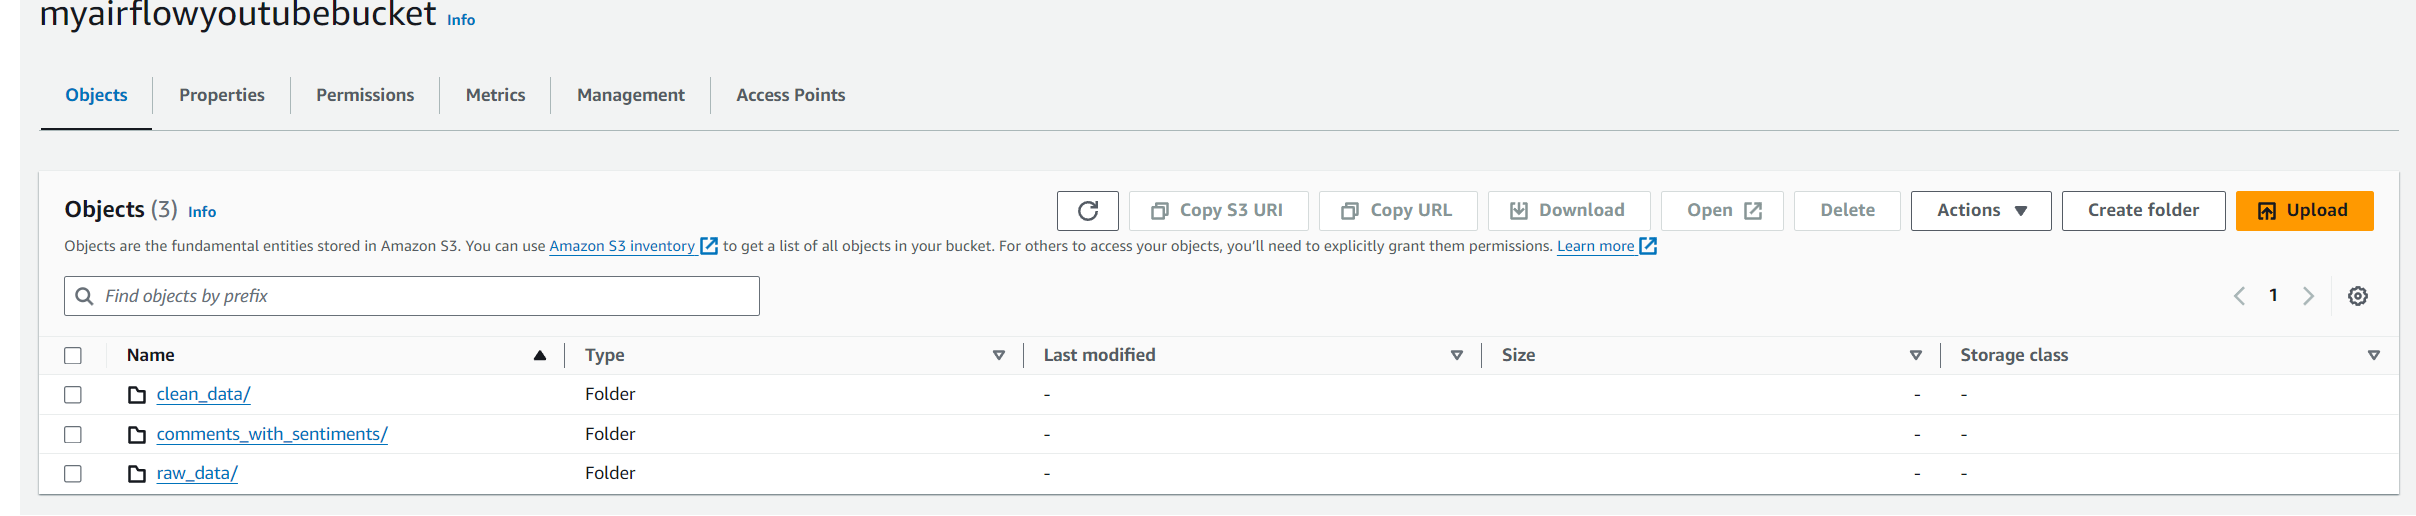 myairflowyoutubebucket Info
Objects Properties Permissions Metrics Management Access Points
Objects (3) Info
Copy S3 URI Copy URL Download Open Delete Actions Create folder Upload
Objects are the fundamental entities stored in Amazon S3. You can use Amazon S3 inventory to get a list of all objects in your bucket. For others to access your objects, you’ll need to explicitly grant them permissions. Learn more
Find objects by prefix
1
Name Type Last modified Size Storage class
clean_data/ Folder - - -
comments_with_sentiments/ Folder - - -
raw_data/ Folder - - -